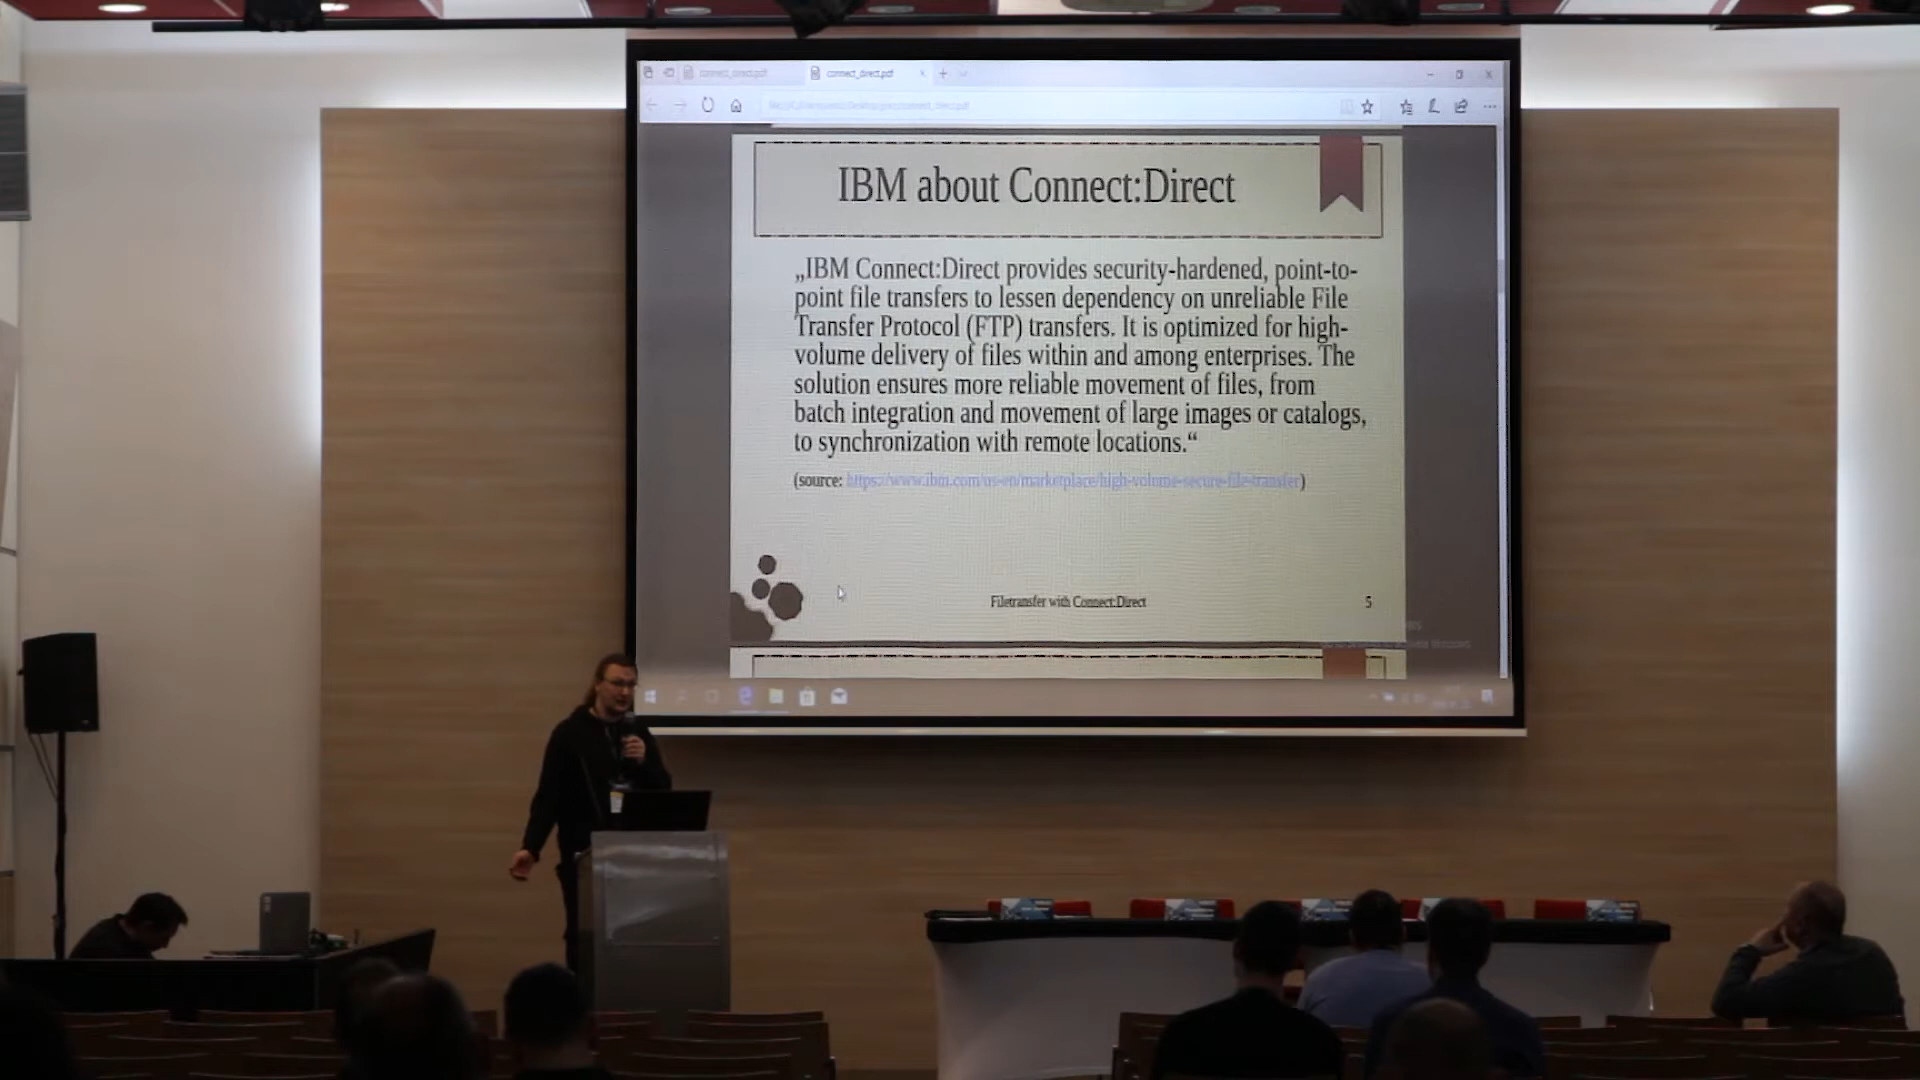 connect_direct.pdf
connect_direct.pdf
IBM about Connect:Direct
„IBM Connect:Direct provides security-hardened, point-to-
point file transfers to lessen dependency on unreliable File
Transfer Protocol (FTP) transfers. It is optimized for high-
volume delivery of files within and among enterprises. The
solution ensures more reliable movement of files, from
batch integration and movement of large images or catalogs,
to synchronization with remote locations.“
(source: https://www.ibm.com/us-en/marketplace/high-volume-secure-file-transfer)
Filetransfer with Connect:Direct
5